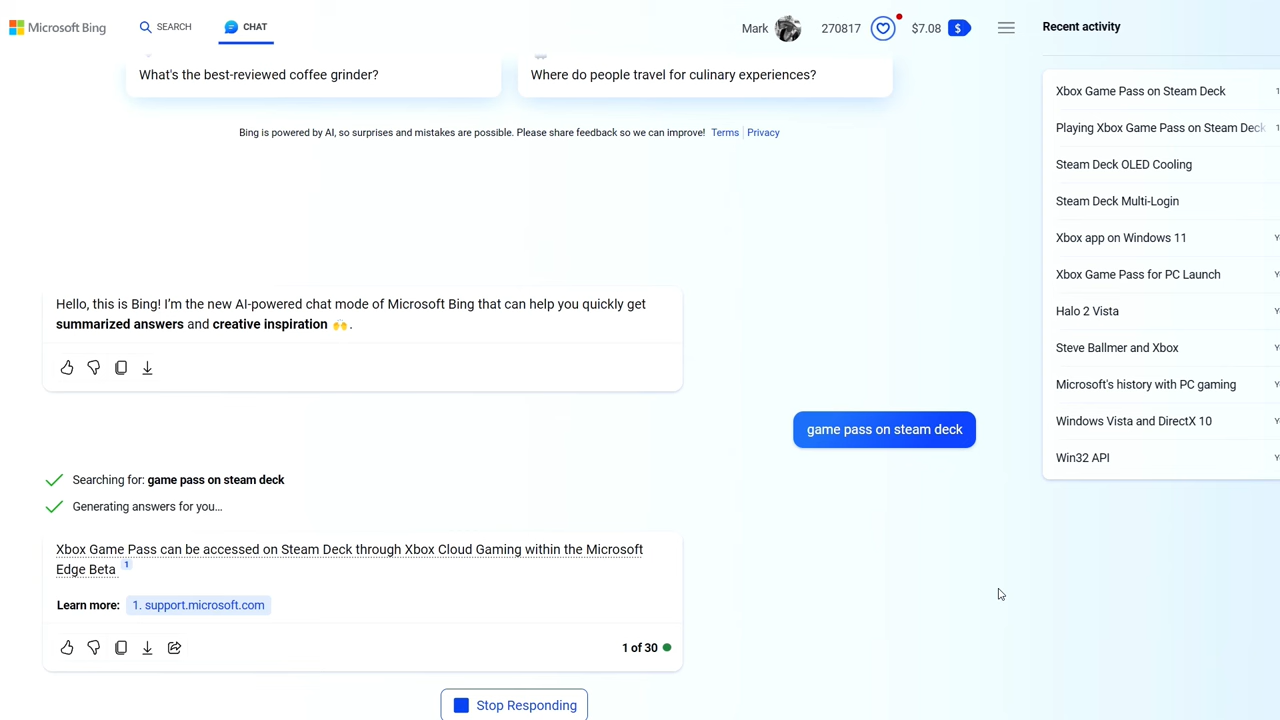 Microsoft Bing
SEARCH
CHAT
Mark
270817
$7.08
$
Recent activity
What's the best-reviewed coffee grinder?
Where do people travel for culinary experiences?
Bing is powered by AI, so surprises and mistakes are possible. Please share feedback so we can improve! Terms Privacy
Xbox Game Pass on Steam Deck
Playing Xbox Game Pass on Steam Deck
Steam Deck OLED Cooling
Steam Deck Multi-Login
Xbox app on Windows 11
Xbox Game Pass for PC Launch
Halo 2 Vista
Steve Ballmer and Xbox
Microsoft's history with PC gaming
Windows Vista and DirectX 10
Win32 API
Hello, this is Bing! I'm the new AI-powered chat mode of Microsoft Bing that can help you quickly get
summarized answers and creative inspiration 🙌.
game pass on steam deck
Searching for: game pass on steam deck
Generating answers for you…
Xbox Game Pass can be accessed on Steam Deck through Xbox Cloud Gaming within the Microsoft
Edge Beta 1
Learn more: 1. support.microsoft.com
1 of 30
Stop Responding